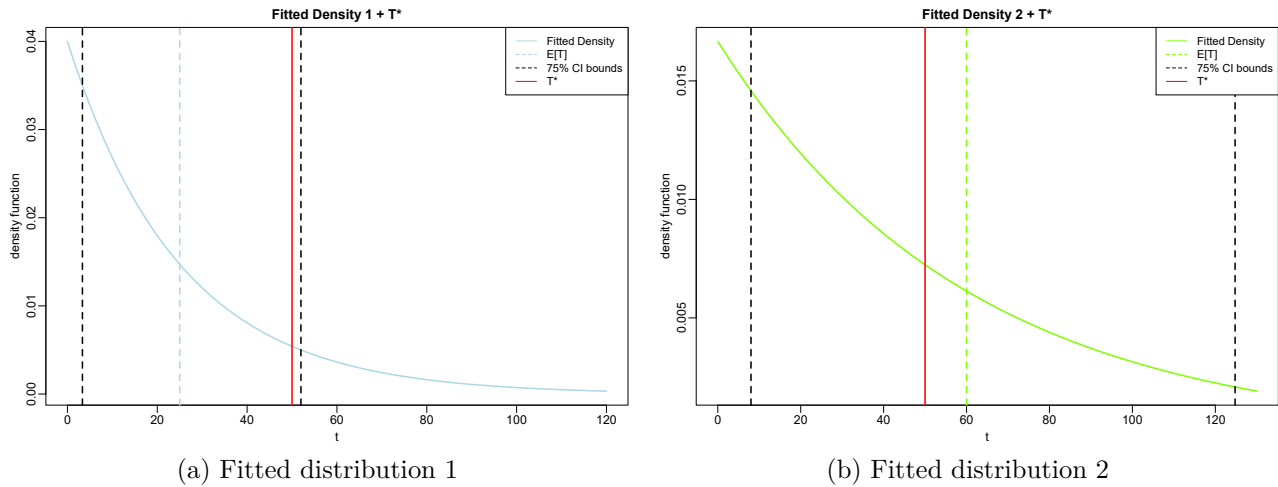 Fitted Density 1 + T*
density function
0.04
0.03
0.02
0.01
0.00
Fitted Density
E[T]
75% CI bounds
T*
0 20 40 60 80 100 120
t
(a) Fitted distribution 1
Fitted Density 2 + T*
density function
0.015
0.010
0.005
Fitted Density
E[T]
75% CI bounds
T*
0 20 40 60 80 100 120
t
(b) Fitted distribution 2